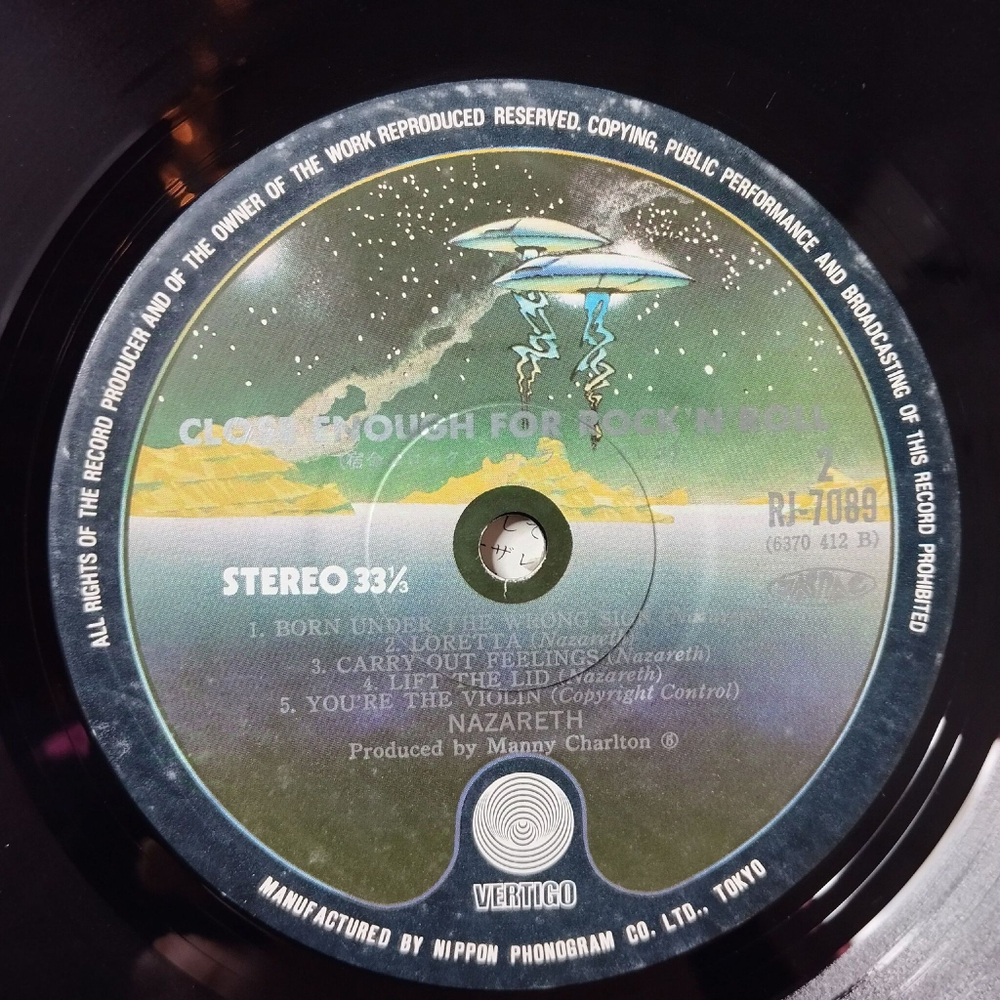 ALL RIGHTS OF THE RECORD PRODUCER AND OF THE OWNER OF THE WORK REPRODUCED RESERVED. COPYING, PUBLIC PERFORMANCE AND BROADCASTING OF THIS RECORD PROHIBITED
CLOSE ENOUGH FOR ROCK 'N' ROLL
2
RJ-7089
(6370 412 B)
STEREO 33⅓
1. BORN UNDER THE WRONG SIGN
2. LORETTA (Nazareth)
3. CARRY OUT FEELINGS (Nazareth)
4. LIFT THE LID (Nazareth)
5. YOU'RE THE VIOLIN (Copyright Control)
NAZARETH
Produced by Manny Charlton Ⓑ
VERTIGO
MANUFACTURED BY NIPPON PHONOGRAM CO. LTD., TOKYO